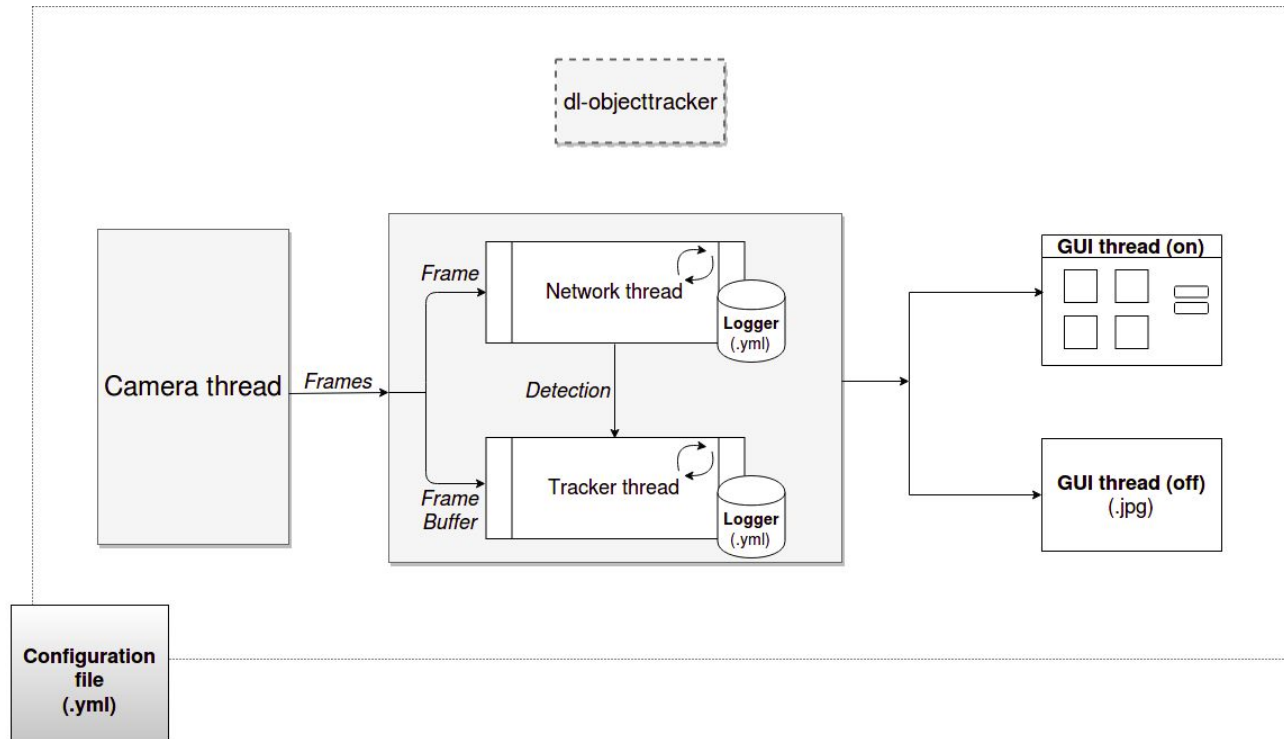 dl-objecttracker
Camera thread
Frames
Frame
Network thread
Logger
(.yml)
Detection
Frame
Buffer
Tracker thread
Logger
(.yml)
GUI thread (on)
GUI thread (off)
(.jpg)
Configuration
file
(.yml)